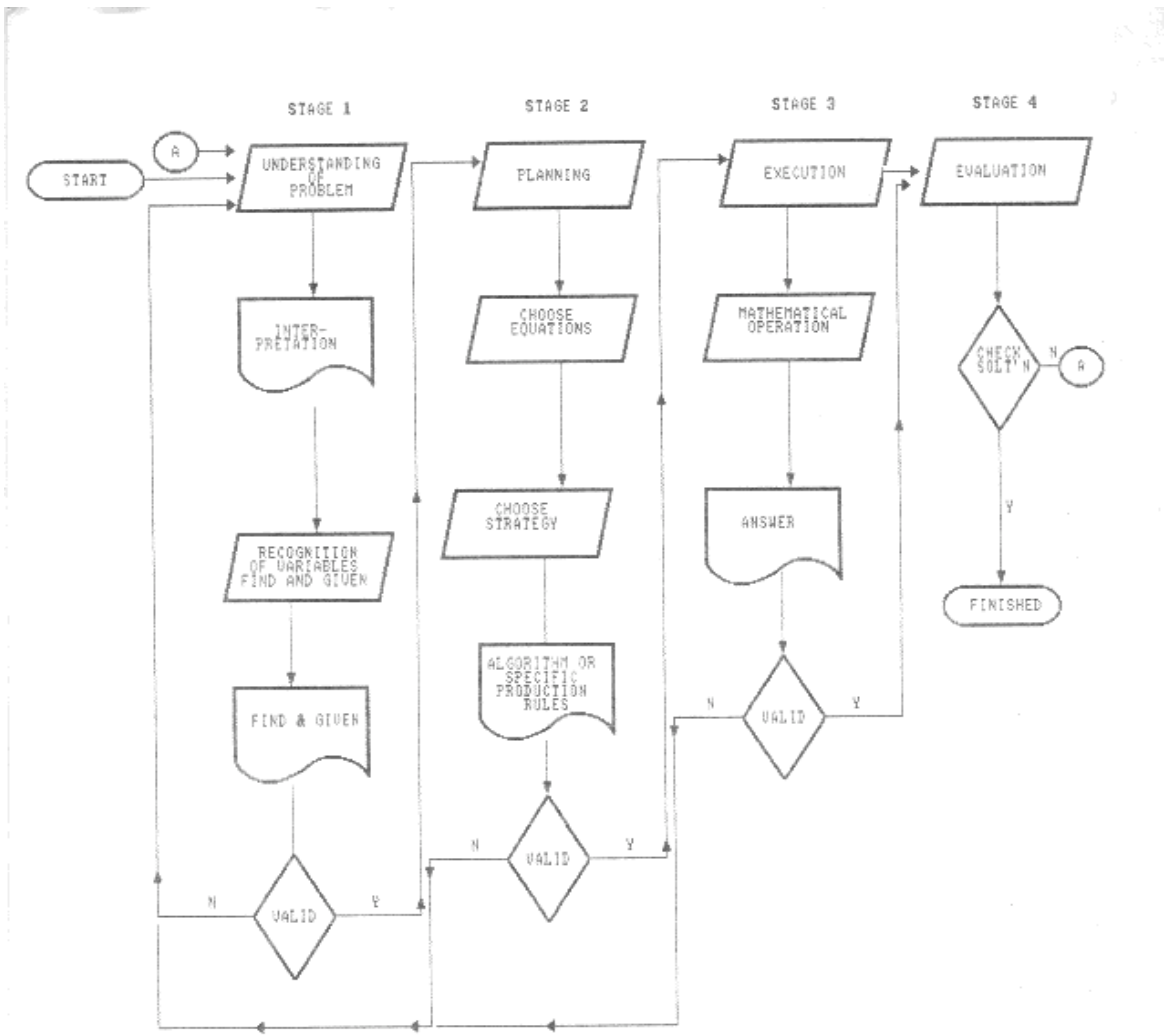 STAGE 1
STAGE 2
STAGE 3
STAGE 4
A
START
UNDERSTANDING
OF
PROBLEM
PLANNING
EXECUTION
EVALUATION
INTER-
PRETATION
CHOOSE
EQUATIONS
MATHEMATICAL
OPERATION
CHECK
SOLT'N
N
A
Y
FINISHED
RECOGNITION
OF VARIABLES
FIND AND GIVEN
CHOOSE
STRATEGY
ANSWER
FIND & GIVEN
ALGORITHM OR
SPECIFIC
PRODUCTION
RULES
N
VALID
Y
N
VALID
Y
N
VALID
Y